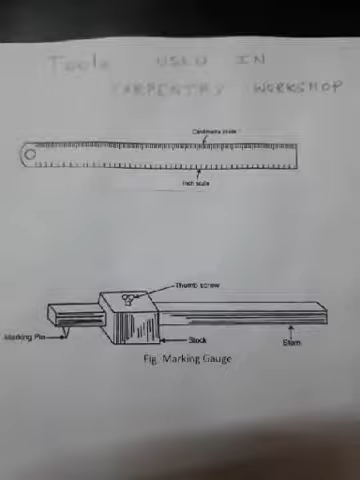 Tools USED IN
CARPENTRY WORKSHOP
Centimetre scale
Inch scale
Thumb screw
Marking Pin
Stock
Stem
Fig. Marking Gauge